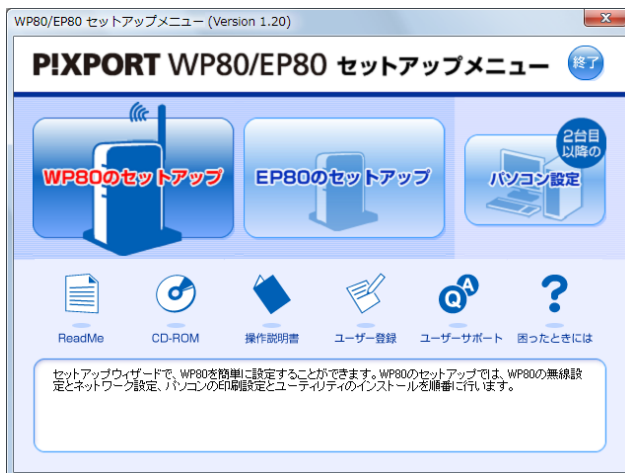 WP80/EP80 セットアップメニュー (Version 1.20)
P!XPORT WP80/EP80 セットアップメニュー 終了
WP80のセットアップ
EP80のセットアップ
2台目
以降の
パソコン設定
ReadMe
CD-ROM
操作説明書
ユーザー登録
ユーザーサポート
困ったときには
セットアップウィザードで、WP80を簡単に設定することができます。WP80のセットアップでは、WP80の無線設
定とネットワーク設定、パソコンの印刷設定とユーティリティのインストールを順番に行います。